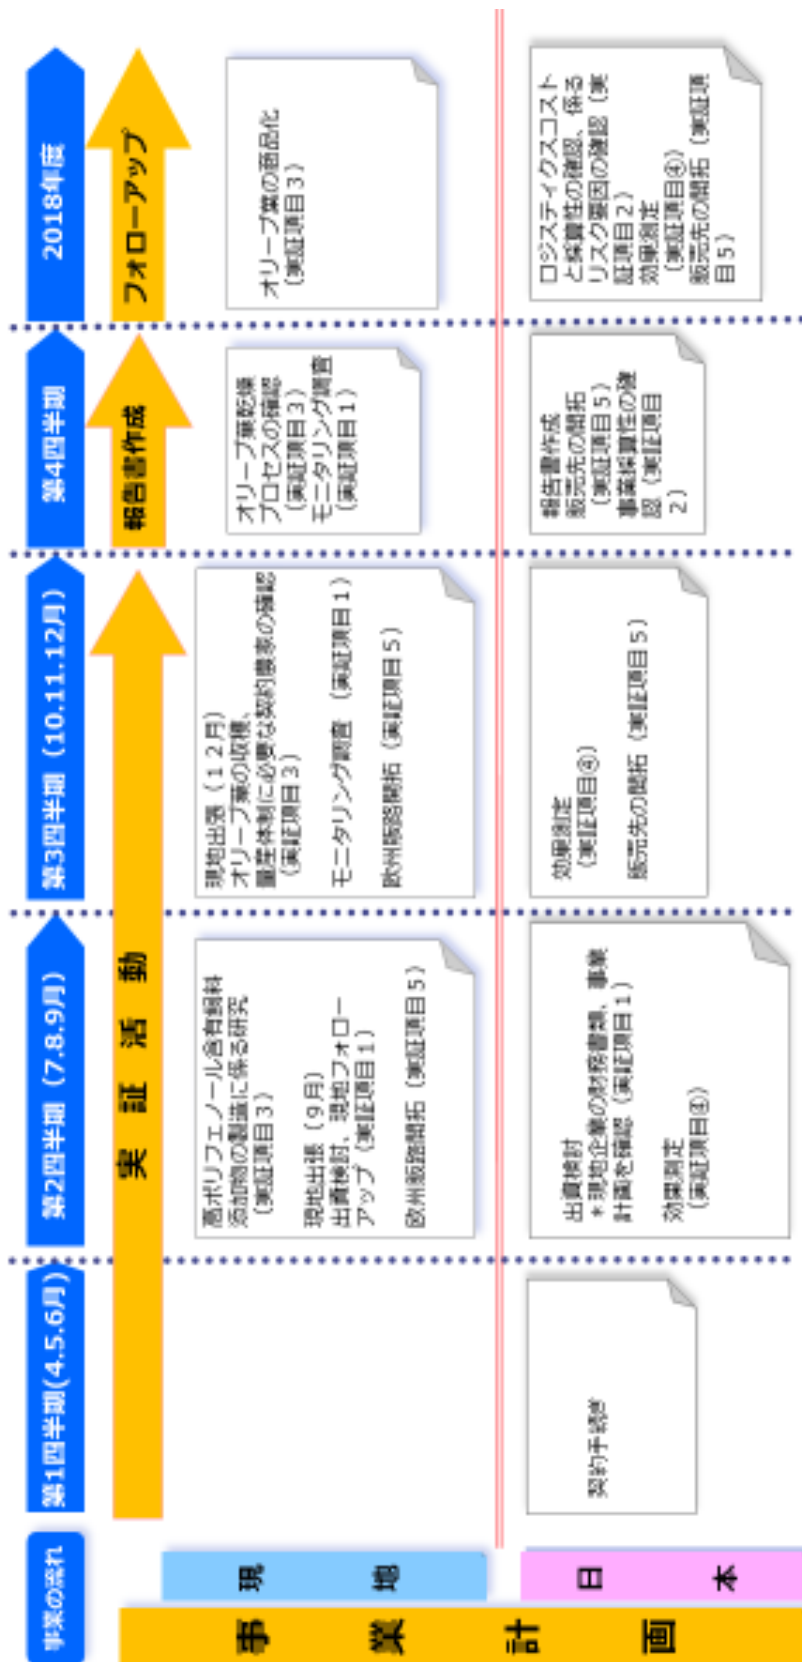 事業の流れ
第1四半期(4.5.6月)
第2四半期（7.8.9月）
第3四半期（10.11.12月）
第4四半期
2018年度
実証活動
報告書作成
フォローアップ
事業計画
現地
高ポリフェノール含有飼料
添加物の製造に係る研究
（実証項目３）
現地出張（９月）
出資検討、現地フォロー
アップ（実証項目１）
欧州販路開拓（実証項目５）
現地出張（１２月）
オリーブ葉の収穫、
量産体制に必要な契約農家の確認
（実証項目３）
モニタリング調査　（実証項目１）
欧州販路開拓（実証項目５）
オリーブ葉乾燥
プロセスの確認
（実証項目３）
モニタリング調査
（実証項目１）
オリーブ葉の商品化
（実証項目３）
日本
契約手続き
出資検討
＊現地企業の財務書類、事業
計画を確認（実証項目１）
効果測定
（実証項目④）
効果測定
（実証項目④）
販売先の開拓（実証項目５）
報告書作成
販売先の開拓
（実証項目５）
事業採算性の確
認（実証項目
２）
ロジスティクスコスト
と採算性の確認、係る
リスク要因の確認（実
証項目２）
効果測定
（実証項目④）
販売先の開拓（実証項
目５）